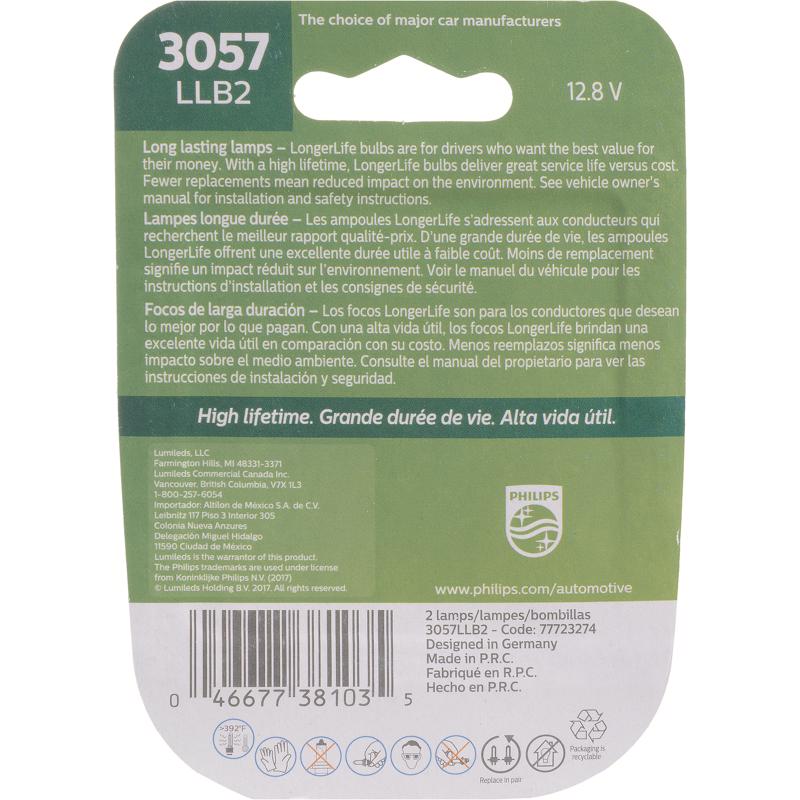 The choice of major car manufacturers
3057
LLB2
12.8 V
Long lasting lamps – LongerLife bulbs are for drivers who want the best value for
their money. With a high lifetime, LongerLife bulbs deliver great service life versus cost.
Fewer replacements mean reduced impact on the environment. See vehicle owner's
manual for installation and safety instructions.
Lampes longue durée – Les ampoules LongerLife s'adressent aux conducteurs qui
recherchent le meilleur rapport qualité-prix. D'une grande durée de vie, les ampoules
LongerLife offrent une excellente durée utile à faible coût. Moins de remplacement
signifie un impact réduit sur l'environnement. Voir le manuel du véhicule pour les
instructions d'installation et les consignes de sécurité.
Focos de larga duración – Los focos LongerLife son para los conductores que desean
lo mejor por lo que pagan. Con una alta vida útil, los focos LongerLife brindan una
excelente vida útil en comparación con su costo. Menos reemplazos significa menos
impacto sobre el medio ambiente. Consulte el manual del propietario para ver las
instrucciones de instalación y seguridad.
High lifetime. Grande durée de vie. Alta vida útil.
Lumileds, LLC
Farmington Hills, MI 48331-3371
Lumileds Commercial Canada Inc.
Vancouver, British Columbia, V7X 1L3
1-800-257-6054
Importador: Altilon de México S.A. de C.V.
Leibnitz 117 Piso 3 Interior 305
Colonia Nueva Anzures
Delegación Miguel Hidalgo
11590 Ciudad de México
Lumileds is the warrantor of this product.
The Philips trademarks are used under license
from Koninklijke Philips N.V. (2017)
© Lumileds Holding B.V. 2017. All rights reserved.
PHILIPS
www.philips.com/automotive
2 lamps/lampes/bombillas
3057LLB2 - Code: 77723274
Designed in Germany
Made in P.R.C.
Fabriqué en R.P.C.
Hecho en P.R.C.
0 46677 38103 5
>392°F
Replace in pair
Packaging is
recyclable